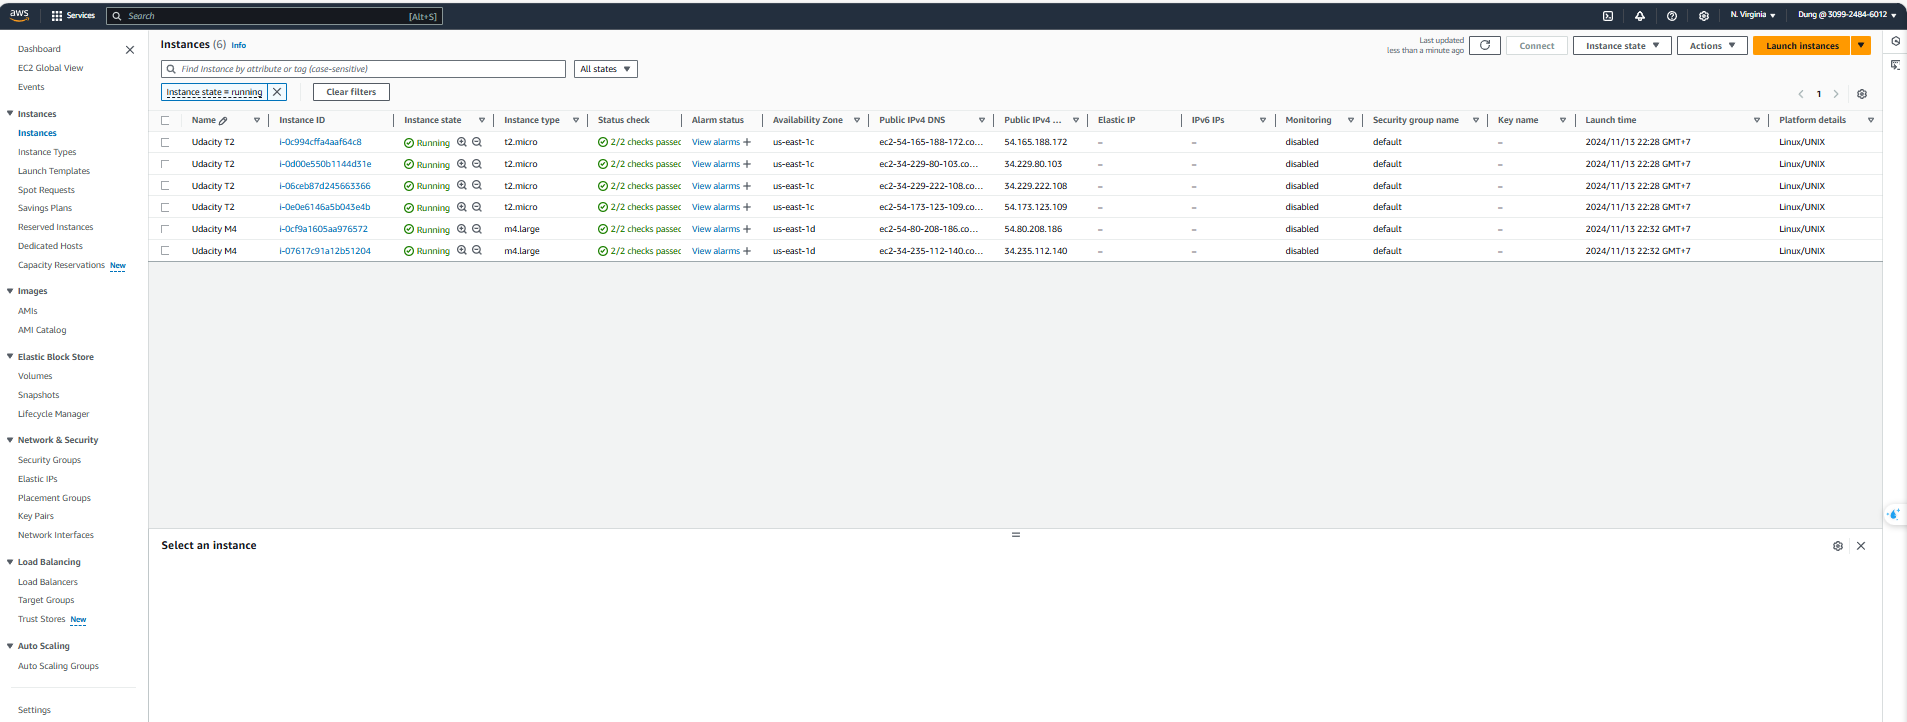 aws Services Search [Alt+S] N. Virginia Dung @ 3099-2484-6012
Dashboard
EC2 Global View
Events
Instances
Instances
Instance Types
Launch Templates
Spot Requests
Savings Plans
Reserved Instances
Dedicated Hosts
Capacity Reservations New
Images
AMIs
AMI Catalog
Elastic Block Store
Volumes
Snapshots
Lifecycle Manager
Network & Security
Security Groups
Elastic IPs
Placement Groups
Key Pairs
Network Interfaces
Load Balancing
Load Balancers
Target Groups
Trust Stores New
Auto Scaling
Auto Scaling Groups
Settings
Instances (6) Info
Last updated
less than a minute ago
Connect Instance state Actions Launch instances
Find Instance by attribute or tag (case-sensitive) All states
Instance state = running Clear filters
1
Name Instance ID Instance state Instance type Status check Alarm status Availability Zone Public IPv4 DNS Public IPv4 ... Elastic IP IPv6 IPs Monitoring Security group name Key name Launch time Platform details
Udacity T2 i-0c994cffa4aaf64c8 Running t2.micro 2/2 checks passec View alarms + us-east-1c ec2-54-165-188-172.co... 54.165.188.172 – – disabled default – 2024/11/13 22:28 GMT+7 Linux/UNIX
Udacity T2 i-0d00e550b1144d31e Running t2.micro 2/2 checks passec View alarms + us-east-1c ec2-34-229-80-103.co... 34.229.80.103 – – disabled default – 2024/11/13 22:28 GMT+7 Linux/UNIX
Udacity T2 i-06ceb87d245663366 Running t2.micro 2/2 checks passec View alarms + us-east-1c ec2-34-229-222-108.co... 34.229.222.108 – – disabled default – 2024/11/13 22:28 GMT+7 Linux/UNIX
Udacity T2 i-0e0e6146a5b043e4b Running t2.micro 2/2 checks passec View alarms + us-east-1c ec2-54-173-123-109.co... 54.173.123.109 – – disabled default – 2024/11/13 22:28 GMT+7 Linux/UNIX
Udacity M4 i-0cf9a1605aa976572 Running m4.large 2/2 checks passec View alarms + us-east-1d ec2-54-80-208-186.co... 54.80.208.186 – – disabled default – 2024/11/13 22:32 GMT+7 Linux/UNIX
Udacity M4 i-07617c91a12b51204 Running m4.large 2/2 checks passec View alarms + us-east-1d ec2-34-235-112-140.co... 34.235.112.140 – – disabled default – 2024/11/13 22:32 GMT+7 Linux/UNIX
Select an instance